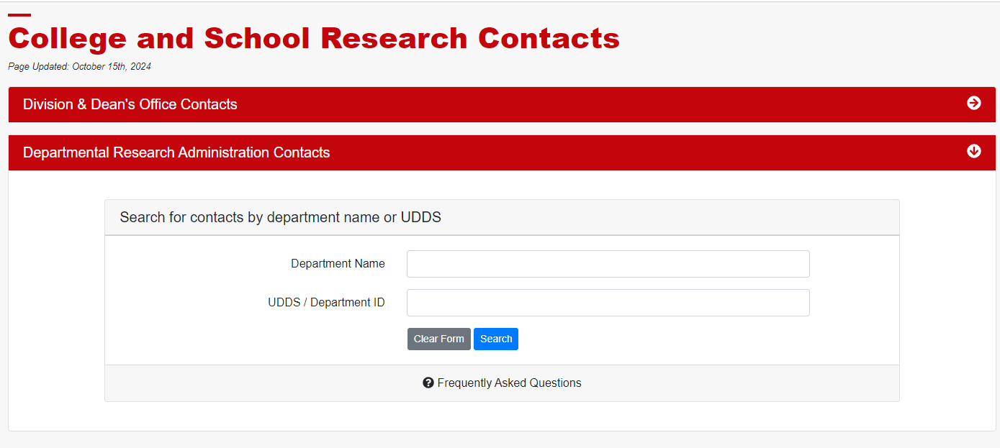 College and School Research Contacts
Page Updated: October 15th, 2024
Division & Dean's Office Contacts
Departmental Research Administration Contacts
Search for contacts by department name or UDDS
Department Name
UDDS / Department ID
Clear Form Search
Frequently Asked Questions